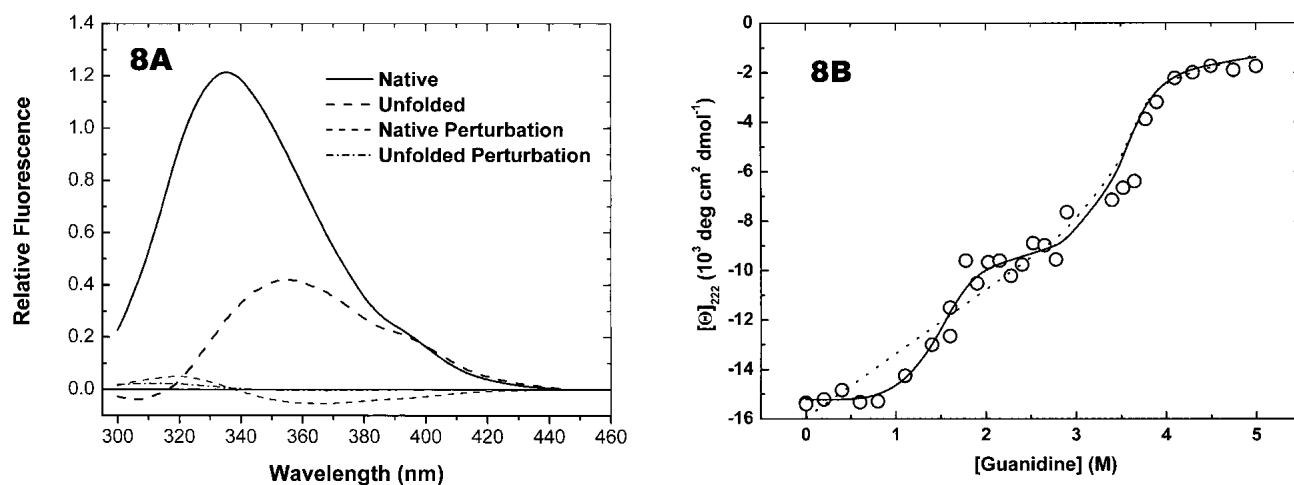 8A
Native
Unfolded
Native Perturbation
Unfolded Perturbation
1.4
1.2
1.0
0.8
0.6
0.4
0.2
0.0
Relative Fluorescence
300 320 340 360 380 400 420 440 460
Wavelength (nm)
8B
0
-2
-4
-6
-8
-10
-12
-14
-16
[Θ]222 (10³ deg cm² dmol⁻¹)
0 1 2 3 4 5
[Guanidine] (M)